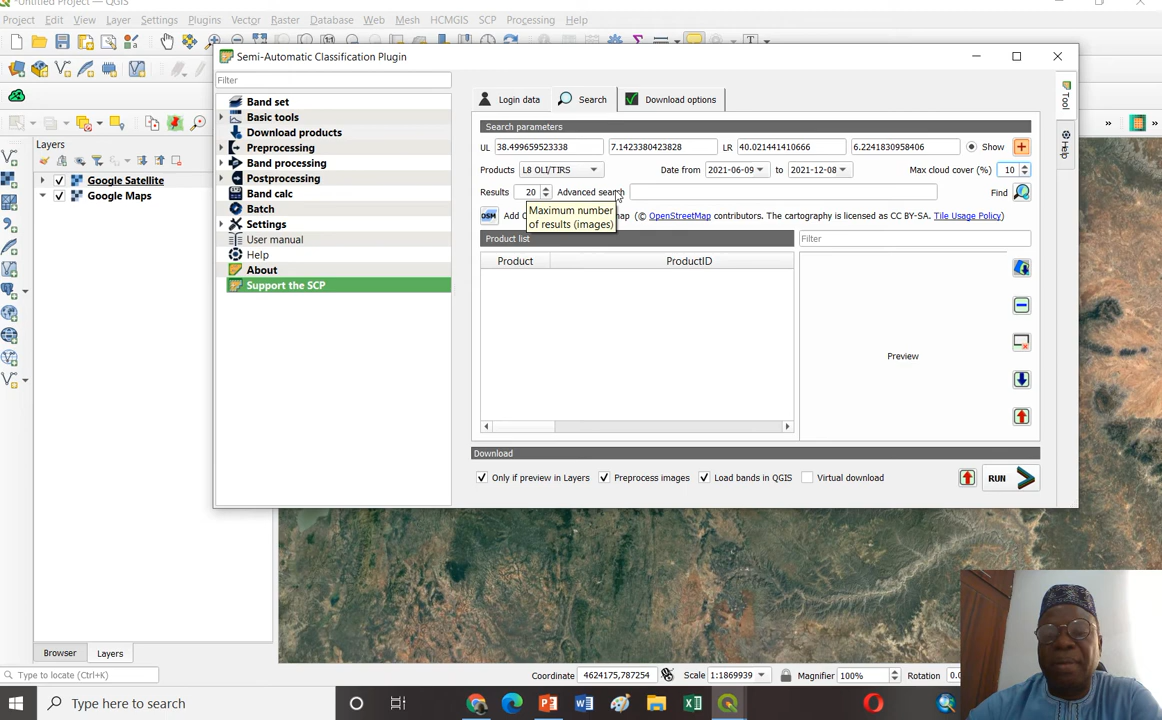 *Untitled Project — QGIS
Project Edit View Layer Settings Plugins Vector Raster Database Web Mesh HCMGIS SCP Processing Help
Semi-Automatic Classification Plugin
Filter
Band set
Basic tools
Download products
Preprocessing
Band processing
Postprocessing
Band calc
Batch
Settings
User manual
Help
About
Support the SCP
Login data Search Download options
Search parameters
UL 38.499659523338 7.1423380423828 LR 40.021441410666 6.2241830958406 Show
Products L8 OLI/TIRS Date from 2021-06-09 to 2021-12-08 Max cloud cover (%) 10
Results 20 Advanced search Find
Maximum number
of results (images)
OSM Add O map (© OpenStreetMap contributors. The cartography is licensed as CC BY-SA. Tile Usage Policy)
Product list Filter
Product ProductID
Preview
Download
Only if preview in Layers Preprocess images Load bands in QGIS Virtual download RUN
Tool
Help
Layers
Google Satellite
Google Maps
Browser Layers
Type to locate (Ctrl+K) Coordinate 4624175,787254 Scale 1:1869939 Magnifier 100% Rotation 0.0
Type here to search